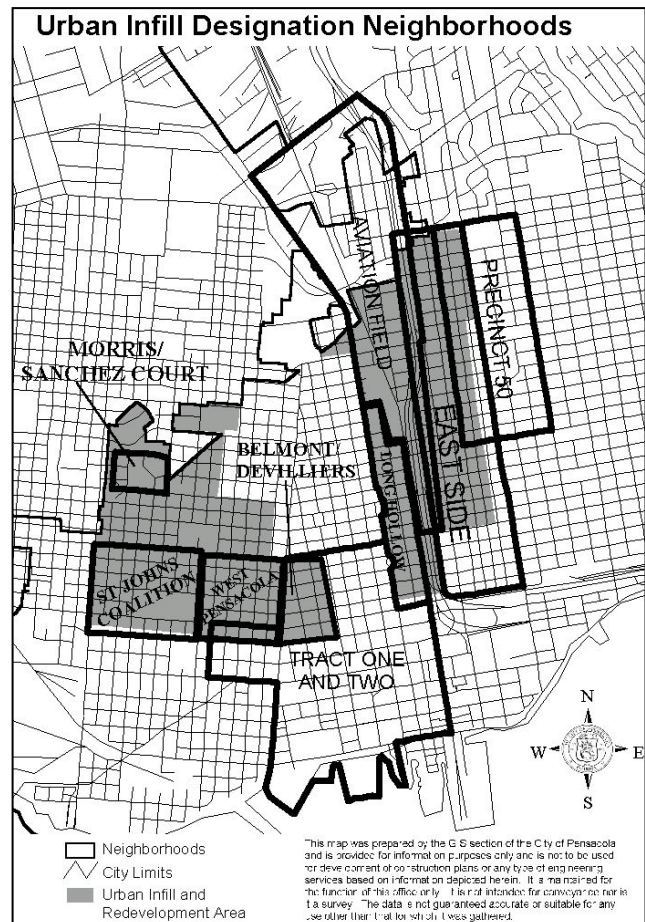 Urban Infill Designation Neighborhoods
AVIATION FIELD
PRECINCT 50
MORRIS/
SANCHEZ COURT
BELMONT/
DEVILLIERS
LONG HOLLOW
EAST SIDE
ST JOHNS
COALITION
WEST
PENSACOLA
TRACT ONE
AND TWO
N
W
E
S
Neighborhoods
City Limits
Urban Infill and
Redevelopment Area
This map was prepared by the GIS section of the City of Pensacola
and is provided for information purposes only and is not to be used
for development of construction plans or any type of engineering
services based on information depicted herein. It is maintained for
the function of this office only. It is not intended for conveyance nor is
it a survey. The data is not guaranteed accurate or suitable for any
use other than that for which it was gathered.